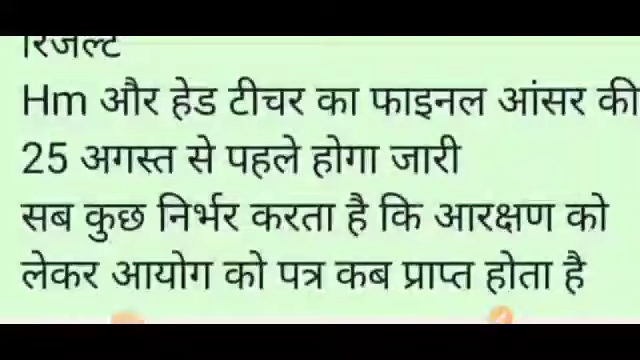 रिजल्ट
Hm और हेड टीचर का फाइनल आंसर की
25 अगस्त से पहले होगा जारी
सब कुछ निर्भर करता है कि आरक्षण को
लेकर आयोग को पत्र कब प्राप्त होता है